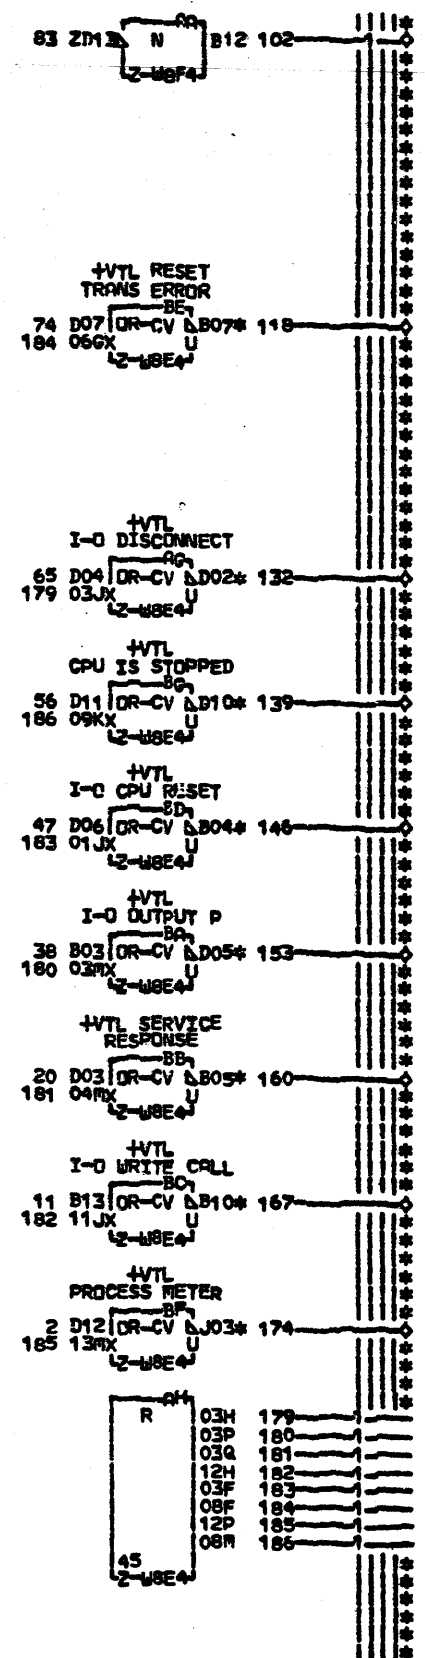 AA
83 ZD13 N B12 102
Z-W8F4
+VTL RESET
TRANS ERROR
BE
74 D07 OR-CV B07* 118
184 06GX U
Z-W8E4
+VTL
I-O DISCONNECT
AG
65 D04 OR-CV D02* 132
179 03JX U
Z-W8E4
+VTL
CPU IS STOPPED
BG
56 D11 OR-CV D10* 139
186 09KX U
Z-W8E4
+VTL
I-O CPU RESET
BD
47 D06 OR-CV B04* 146
183 01JX U
Z-W8E4
+VTL
I-O OUTPUT P
BA
38 B03 OR-CV D05* 153
180 03MX U
Z-W8E4
+VTL SERVICE
RESPONSE
BB
20 D03 OR-CV B05* 160
181 04MX U
Z-W8E4
+VTL
I-O WRITE CALL
BC
11 B13 OR-CV B10* 167
182 11JX U
Z-W8E4
+VTL
PROCESS METER
BF
2 D12 OR-CV J03* 174
185 13MX U
Z-W8E4
AH
R 03H 179
03P 180
03Q 181
12H 182
03F 183
08F 184
12P 185
08M 186
45
Z-W8E4